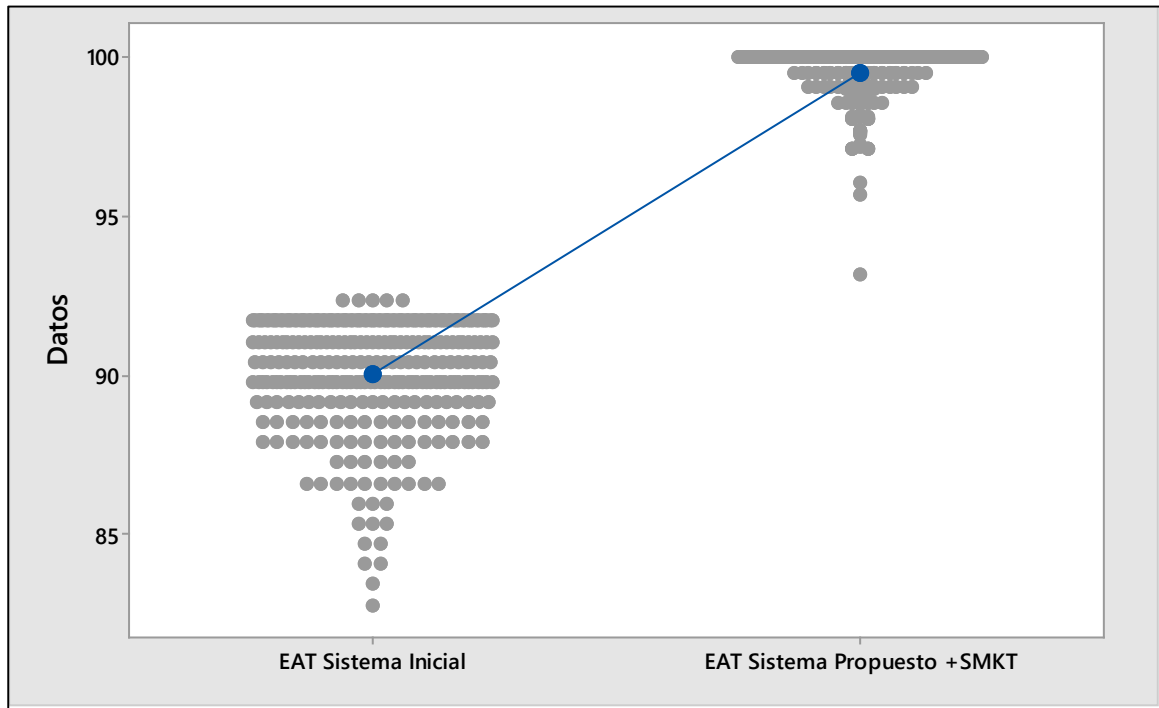 100
95
90
85
Datos
EAT Sistema Inicial
EAT Sistema Propuesto +SMKT